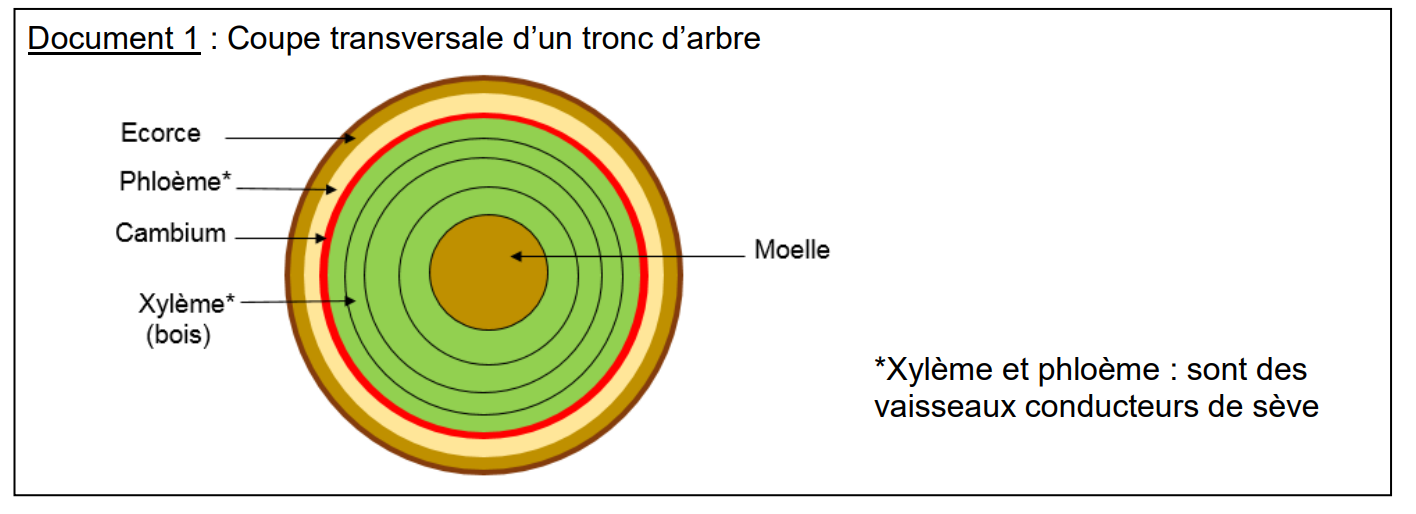 Document 1 : Coupe transversale d’un tronc d’arbre
Ecorce
Phloème*
Cambium
Xylème*
(bois)
Moelle
*Xylème et phloème : sont des
vaisseaux conducteurs de sève